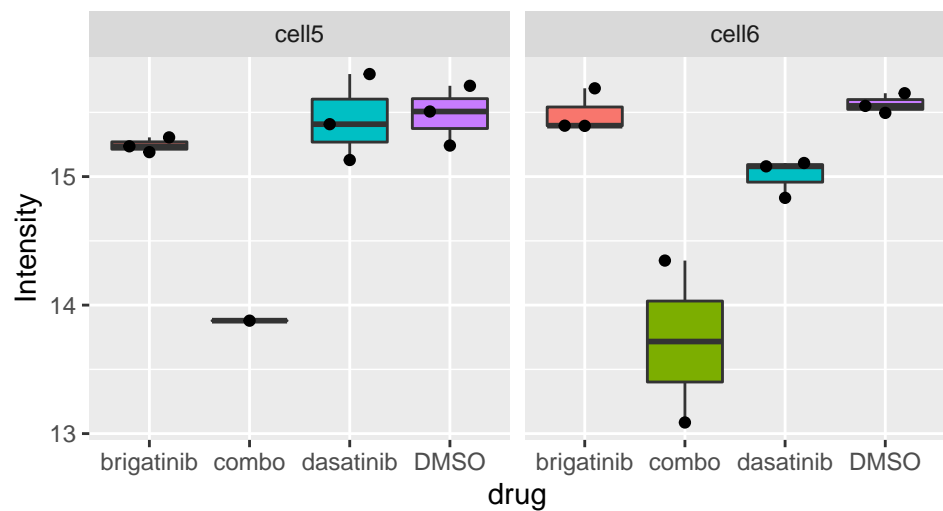 cell5 cell6
Intensity
15
14
13
brigatinib combo dasatinib DMSO brigatinib combo dasatinib DMSO
drug